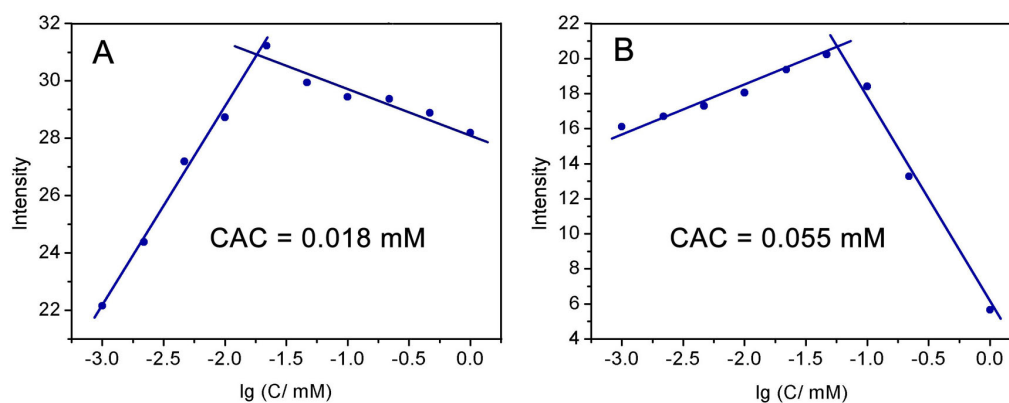 A
32
30
28
26
24
22
Intensity
CAC = 0.018 mM
-3.0 -2.5 -2.0 -1.5 -1.0 -0.5 0.0
lg (C/ mM)
B
22
20
18
16
14
12
10
8
6
4
Intensity
CAC = 0.055 mM
-3.0 -2.5 -2.0 -1.5 -1.0 -0.5 0.0
lg (C/ mM)